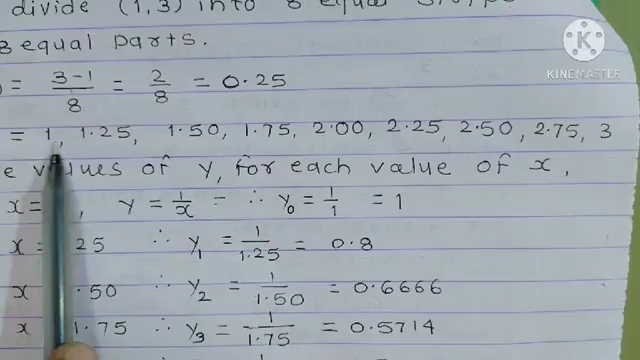 divide (1,3) into 8 equal
8 equal parts.
= 3-1/8 = 2/8 = 0.25
= 1, 1.25, 1.50, 1.75, 2.00, 2.25, 2.50, 2.75, 3
values of y, for each value of x,
x = y = 1/x = ∴ y0 = 1/1 = 1
x = 25 ∴ y1 = 1/1.25 = 0.8
x .50 ∴ y2 = 1/1.50 = 0.6666
x 1.75 ∴ y3 = 1/1.75 = 0.5714
K
KINEMASTER